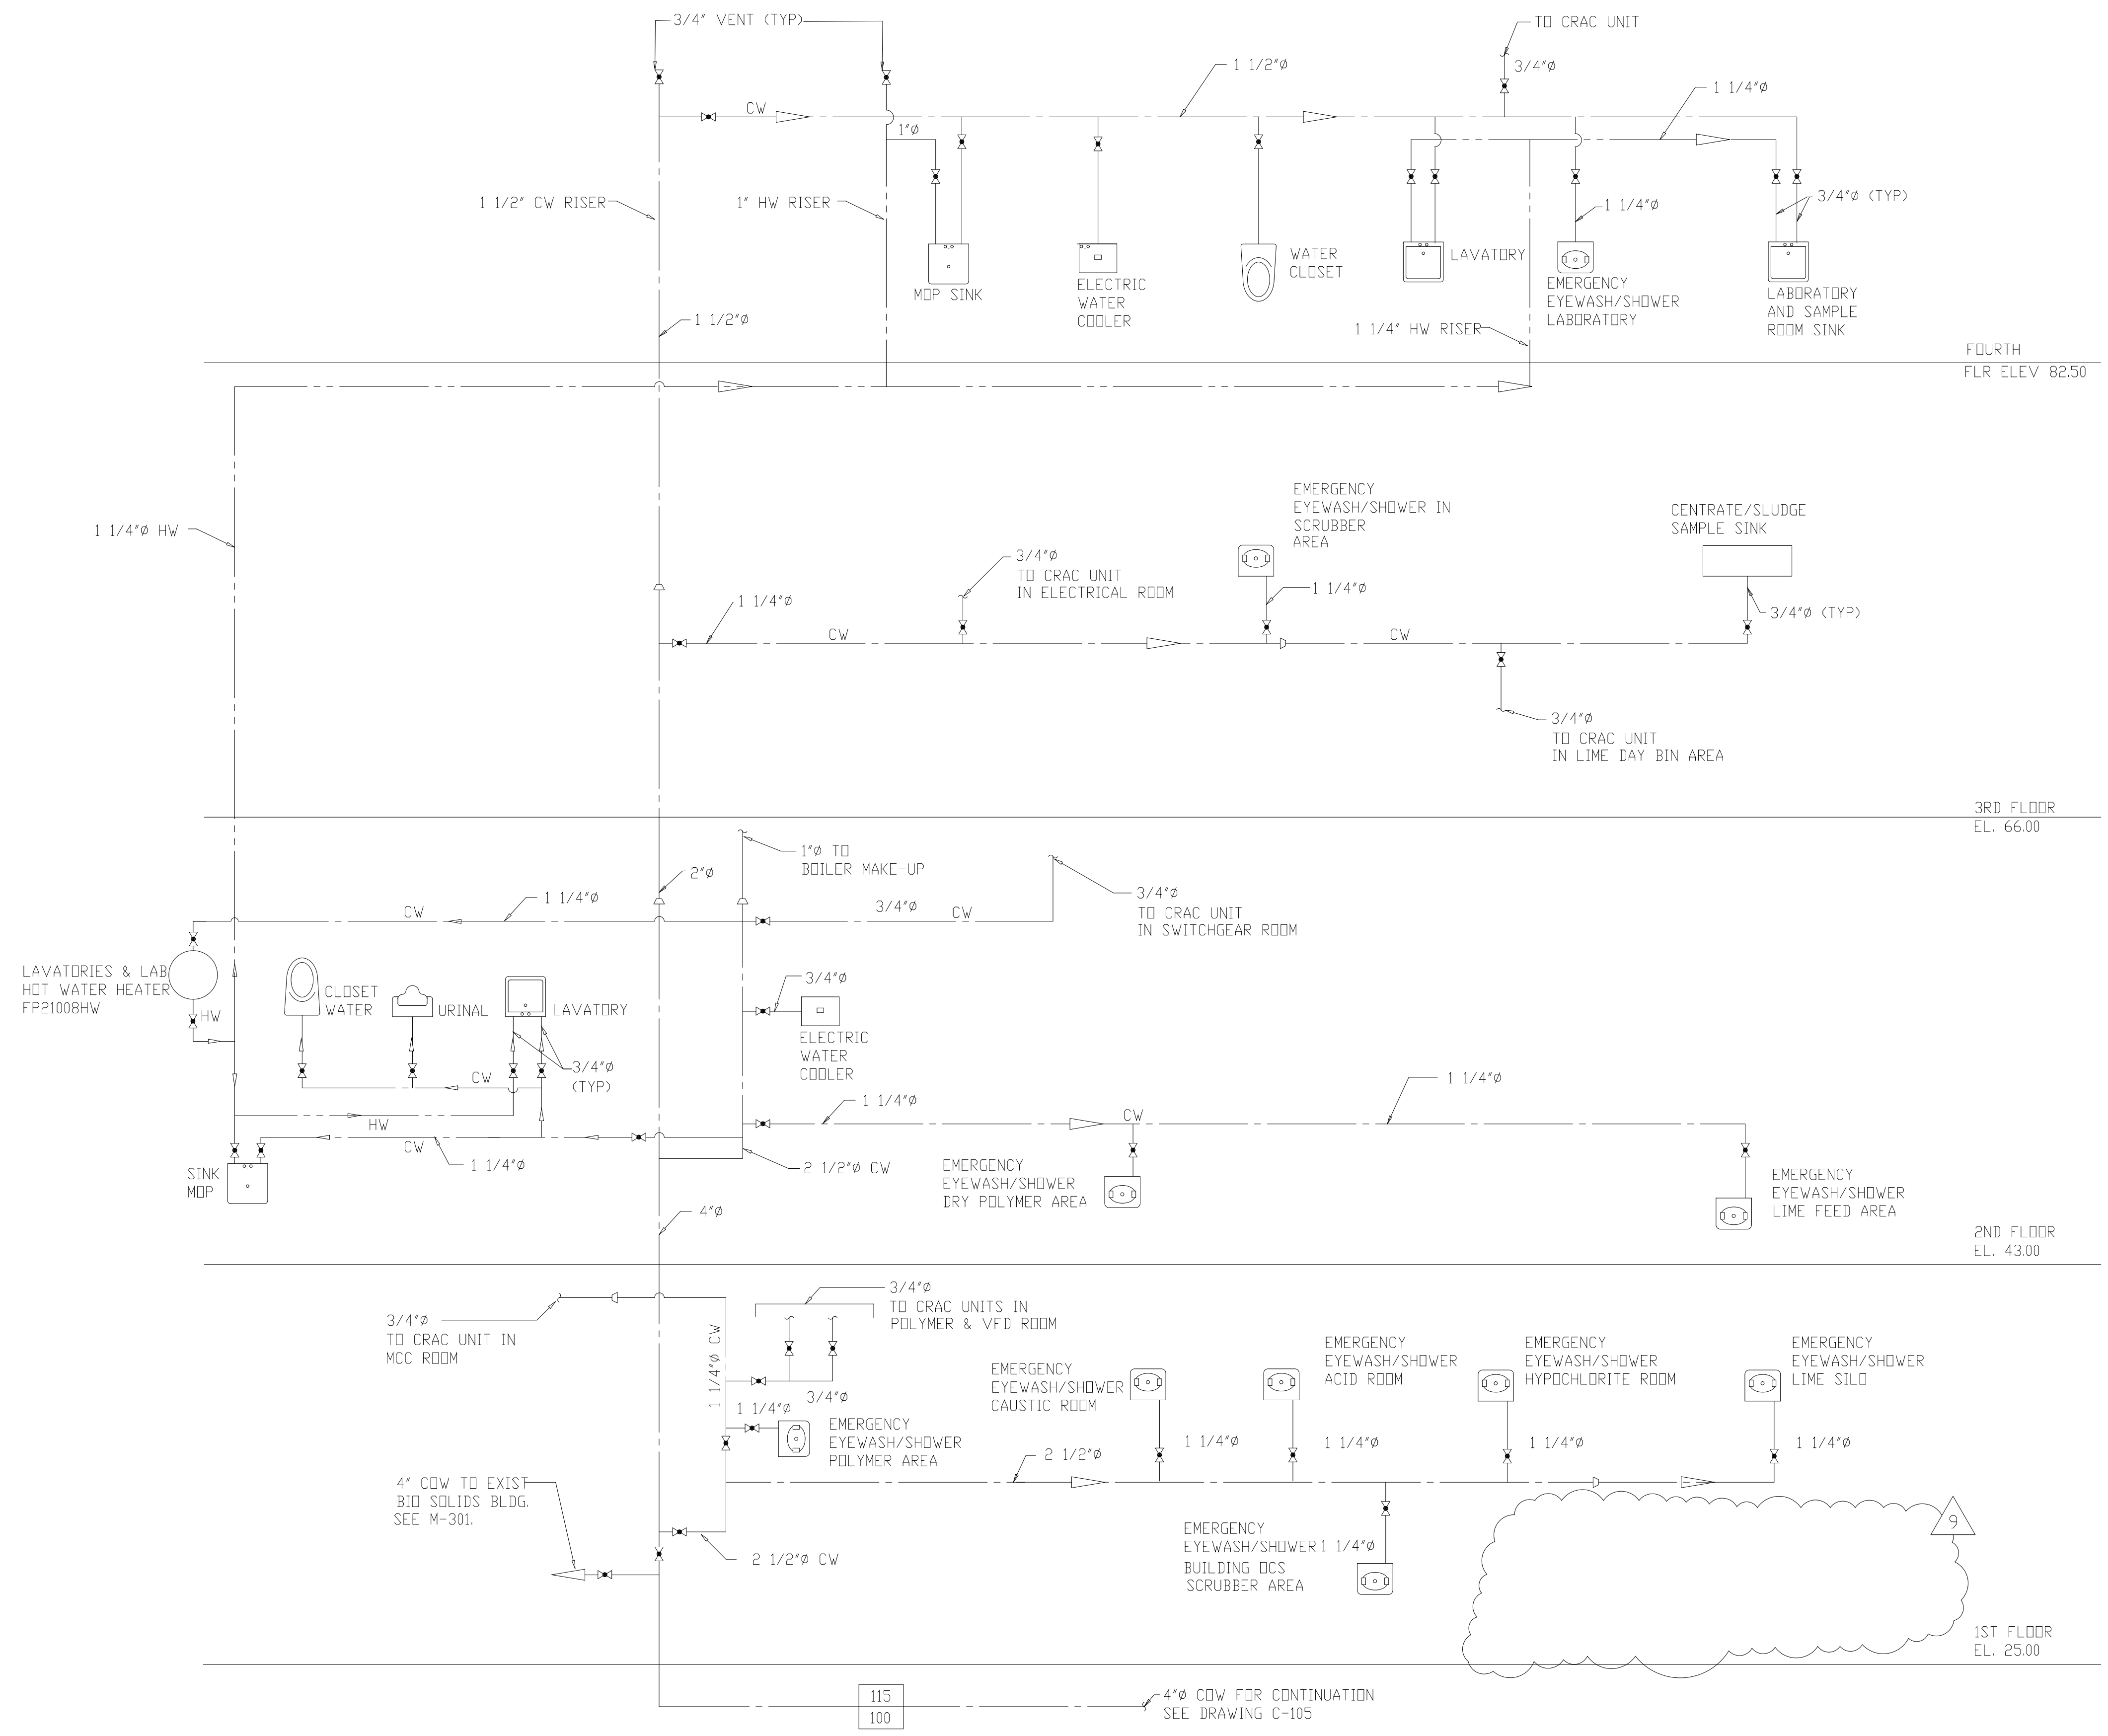 3/4" VENT (TYP)
TO CRAC UNIT
3/4"Ø
1 1/2"Ø
1 1/4"Ø
CW
1"Ø
1 1/2" CW RISER
1" HW RISER
3/4"Ø (TYP)
1 1/4"Ø
MOP SINK
ELECTRIC
WATER
COOLER
WATER
CLOSET
LAVATORY
EMERGENCY
EYEWASH/SHOWER
LABORATORY
LABORATORY
AND SAMPLE
ROOM SINK
1 1/2"Ø
1 1/4" HW RISER
FOURTH
FLR ELEV 82.50
1 1/4"Ø HW
EMERGENCY
EYEWASH/SHOWER IN
SCRUBBER
AREA
CENTRATE/SLUDGE
SAMPLE SINK
3/4"Ø
TO CRAC UNIT
IN ELECTRICAL ROOM
1 1/4"Ø
1 1/4"Ø
3/4"Ø (TYP)
CW
CW
3/4"Ø
TO CRAC UNIT
IN LIME DAY BIN AREA
3RD FLOOR
EL. 66.00
1"Ø TO
BOILER MAKE-UP
2"Ø
3/4"Ø
TO CRAC UNIT
IN SWITCHGEAR ROOM
1 1/4"Ø
CW
3/4"Ø
CW
LAVATORIES & LAB
HOT WATER HEATER
FP21008HW
HW
CLOSET
WATER
URINAL
LAVATORY
3/4"Ø
ELECTRIC
WATER
COOLER
3/4"Ø
(TYP)
CW
HW
CW
1 1/4"Ø
SINK
MOP
1 1/4"Ø
CW
1 1/4"Ø
2 1/2"Ø CW
EMERGENCY
EYEWASH/SHOWER
DRY POLYMER AREA
EMERGENCY
EYEWASH/SHOWER
LIME FEED AREA
4"Ø
2ND FLOOR
EL. 43.00
3/4"Ø
TO CRAC UNITS IN
POLYMER & VFD ROOM
3/4"Ø
TO CRAC UNIT IN
MCC ROOM
1 1/4"Ø CW
3/4"Ø
1 1/4"Ø
EMERGENCY
EYEWASH/SHOWER
POLYMER AREA
EMERGENCY
EYEWASH/SHOWER
CAUSTIC ROOM
EMERGENCY
EYEWASH/SHOWER
ACID ROOM
EMERGENCY
EYEWASH/SHOWER
HYPOCHLORITE ROOM
EMERGENCY
EYEWASH/SHOWER
LIME SILO
2 1/2"Ø
1 1/4"Ø
1 1/4"Ø
1 1/4"Ø
1 1/4"Ø
4" COW TO EXIST
BIO SOLIDS BLDG.
SEE M-301.
2 1/2"Ø CW
EMERGENCY
EYEWASH/SHOWER 1 1/4"Ø
BUILDING OCS
SCRUBBER AREA
9
1ST FLOOR
EL. 25.00
115
100
4"Ø COW FOR CONTINUATION
SEE DRAWING C-105